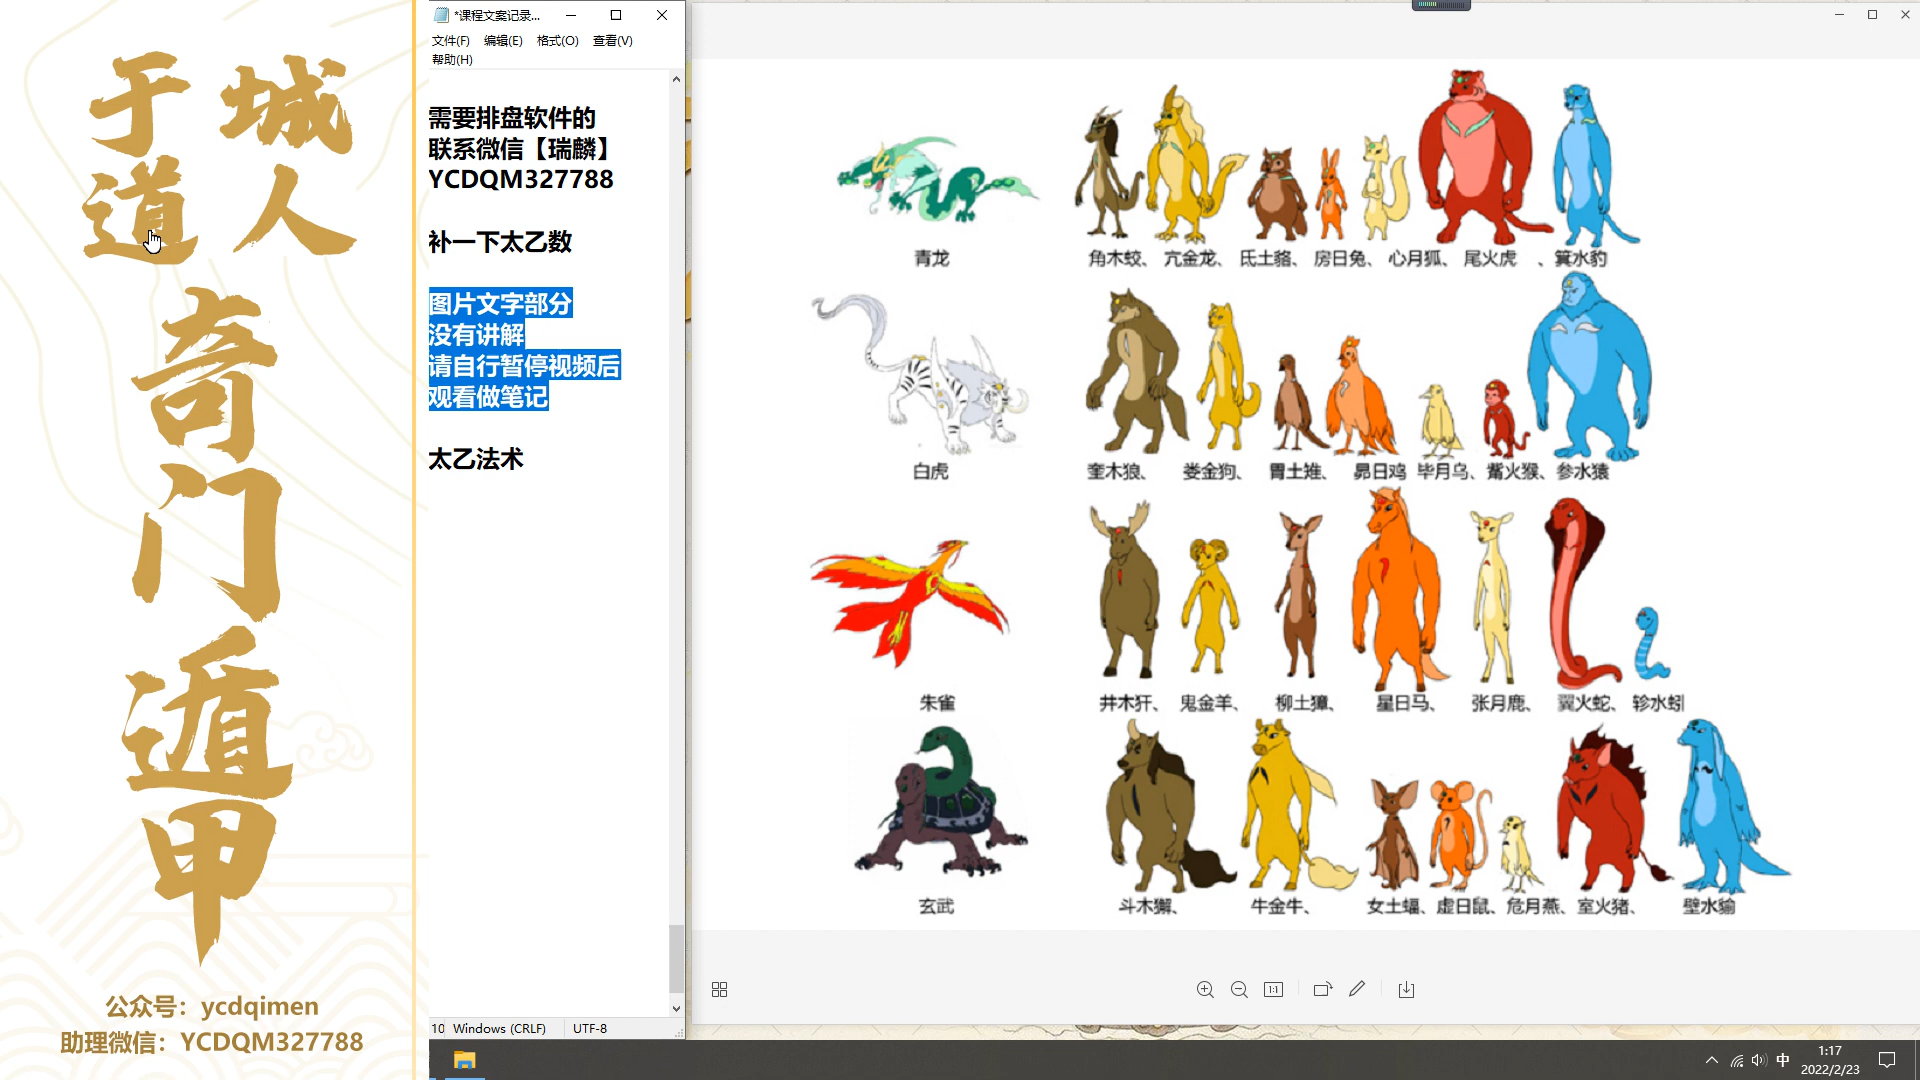 于城
道人
奇门遁甲
公众号：ycdqimen
助理微信：YCDQM327788
*课程文案记录...
文件(F) 编辑(E) 格式(O) 查看(V)
帮助(H)
需要排盘软件的
联系微信【瑞麟】
YCDQM327788
补一下太乙数
图片文字部分
没有讲解
请自行暂停视频后
观看做笔记
太乙法术
10 Windows (CRLF) UTF-8
青龙 角木蛟、 亢金龙、 氐土貉、 房日兔、 心月狐、 尾火虎 、箕水豹
白虎 奎木狼、 娄金狗、 胃土雉、 昴日鸡 毕月乌、 觜火猴、 参水猿
朱雀 井木犴、 鬼金羊、 柳土獐、 星日马、 张月鹿、 翼火蛇、 轸水蚓
玄武 斗木獬、 牛金牛、 女土蝠、 虚日鼠、 危月燕、 室火猪、 壁水貐
1:1
中
1:17
2022/2/23